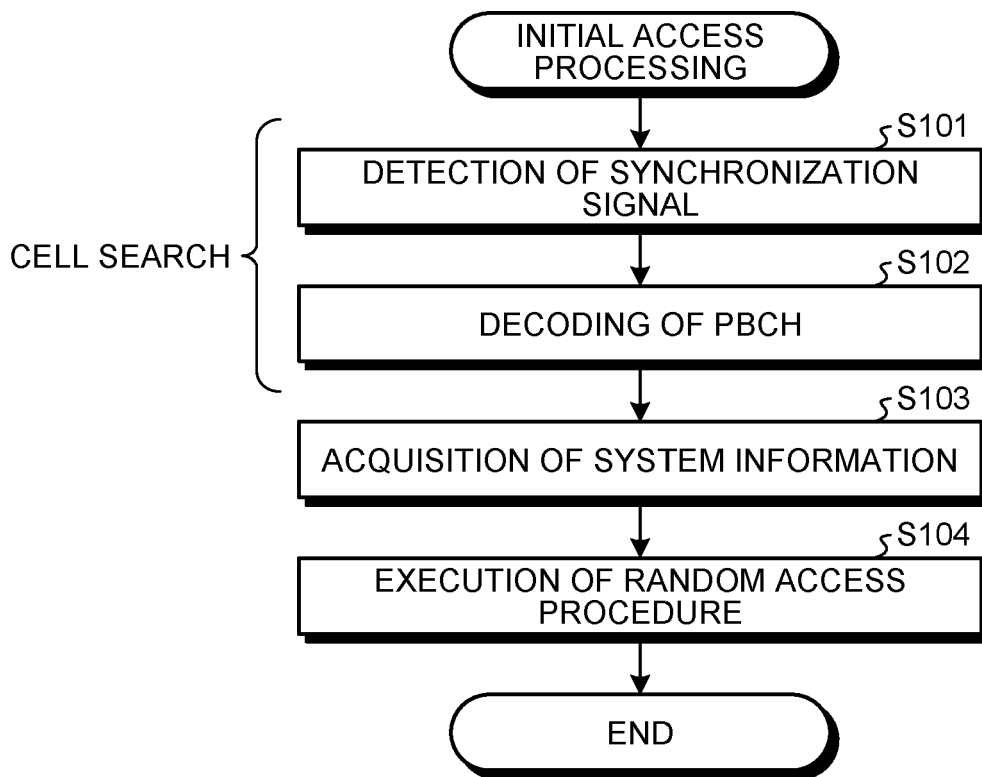 INITIAL ACCESS
PROCESSING
S101
DETECTION OF SYNCHRONIZATION
SIGNAL
CELL SEARCH
S102
DECODING OF PBCH
S103
ACQUISITION OF SYSTEM INFORMATION
S104
EXECUTION OF RANDOM ACCESS
PROCEDURE
END